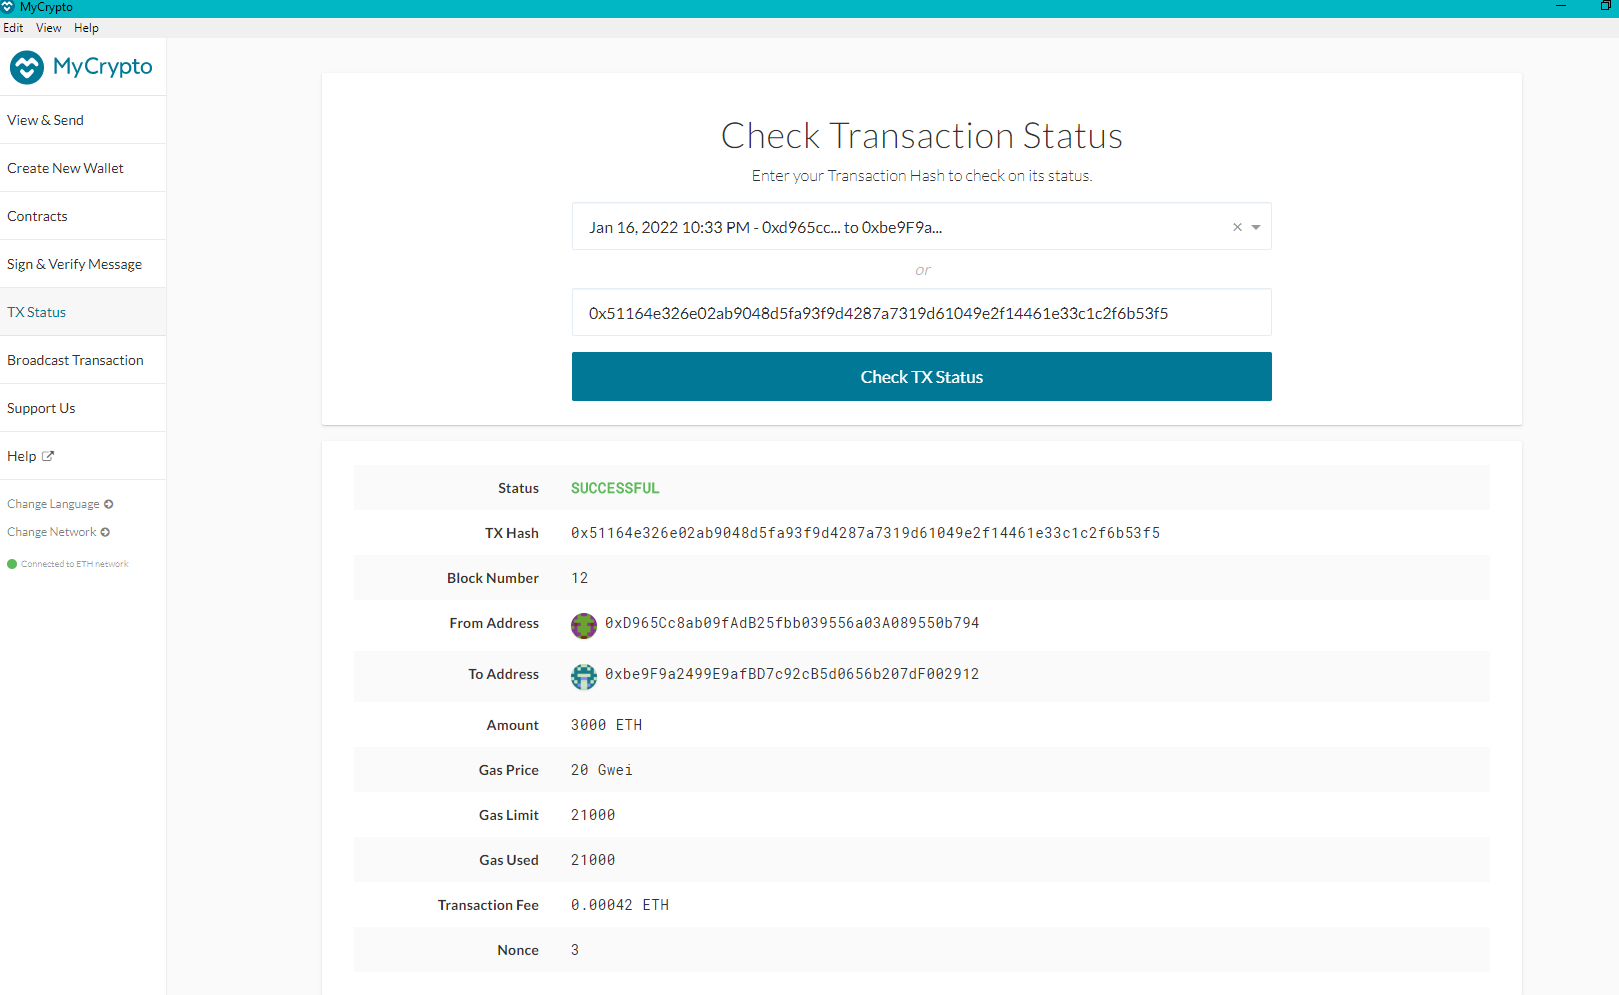 MyCrypto
Edit View Help
MyCrypto
View & Send
Create New Wallet
Contracts
Sign & Verify Message
TX Status
Broadcast Transaction
Support Us
Help
Change Language
Change Network
Connected to ETH network
Check Transaction Status
Enter your Transaction Hash to check on its status.
Jan 16, 2022 10:33 PM - 0xd965cc... to 0xbe9F9a...
or
0x51164e326e02ab9048d5fa93f9d4287a7319d61049e2f14461e33c1c2f6b53f5
Check TX Status
Status SUCCESSFUL
TX Hash 0x51164e326e02ab9048d5fa93f9d4287a7319d61049e2f14461e33c1c2f6b53f5
Block Number 12
From Address 0xD965Cc8ab09fAdB25fbb039556a03A089550b794
To Address 0xbe9F9a2499E9afBD7c92cB5d0656b207dF002912
Amount 3000 ETH
Gas Price 20 Gwei
Gas Limit 21000
Gas Used 21000
Transaction Fee 0.00042 ETH
Nonce 3